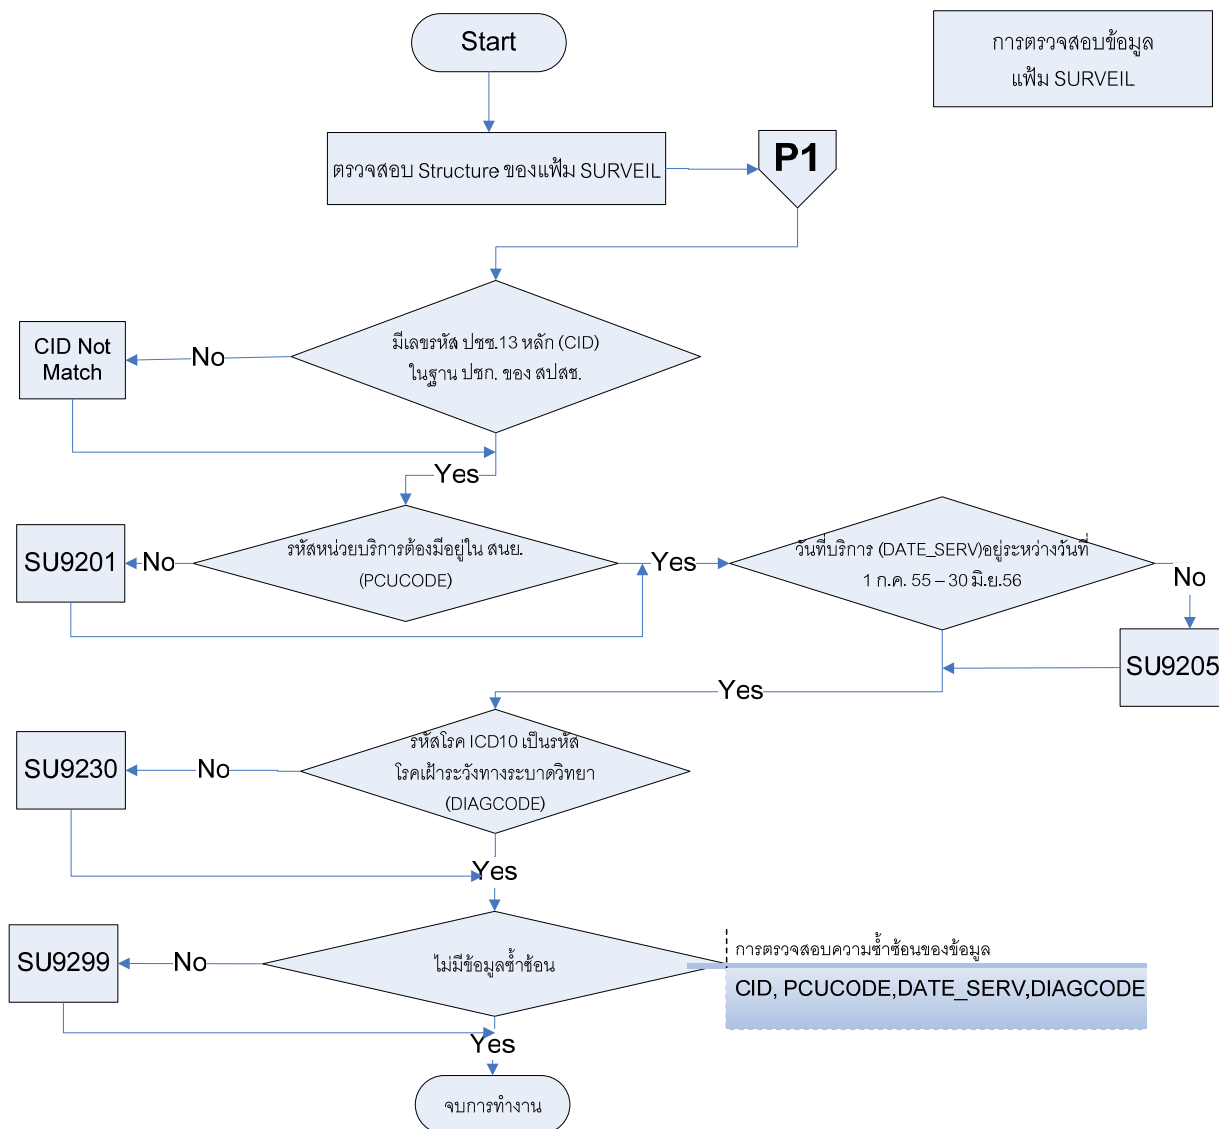 Start
การตรวจสอบข้อมูล
แฟ้ม SURVEIL
ตรวจสอบ Structure ของแฟ้ม SURVEIL
P1
มีเลขรหัส ปชช.13 หลัก (CID)
ในฐาน ปชก. ของ สปสช.
No
CID Not
Match
Yes
รหัสหน่วยบริการต้องมีอยู่ใน สนย.
(PCUCODE)
No
SU9201
Yes
วันที่บริการ (DATE_SERV)อยู่ระหว่างวันที่
1 ก.ค. 55 – 30 มิ.ย.56
No
SU9205
Yes
รหัสโรค ICD10 เป็นรหัส
โรคเฝ้าระวังทางระบาดวิทยา
(DIAGCODE)
No
SU9230
Yes
ไม่มีข้อมูลซ้ำซ้อน
No
SU9299
การตรวจสอบความซ้ำซ้อนของข้อมูล
CID, PCUCODE,DATE_SERV,DIAGCODE
Yes
จบการทำงาน